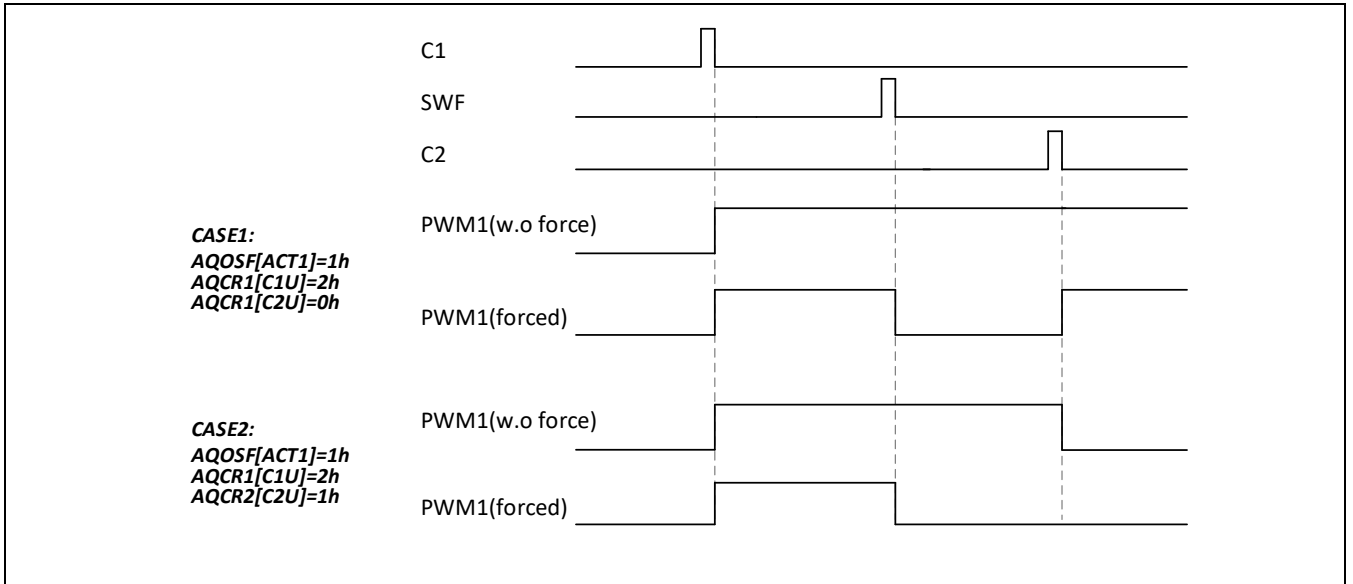 C1
SWF
C2
PWM1(w.o force)
CASE1:
AQOSF[ACT1]=1h
AQCR1[C1U]=2h
AQCR1[C2U]=0h
PWM1(forced)
PWM1(w.o force)
CASE2:
AQOSF[ACT1]=1h
AQCR1[C1U]=2h
AQCR2[C2U]=1h
PWM1(forced)